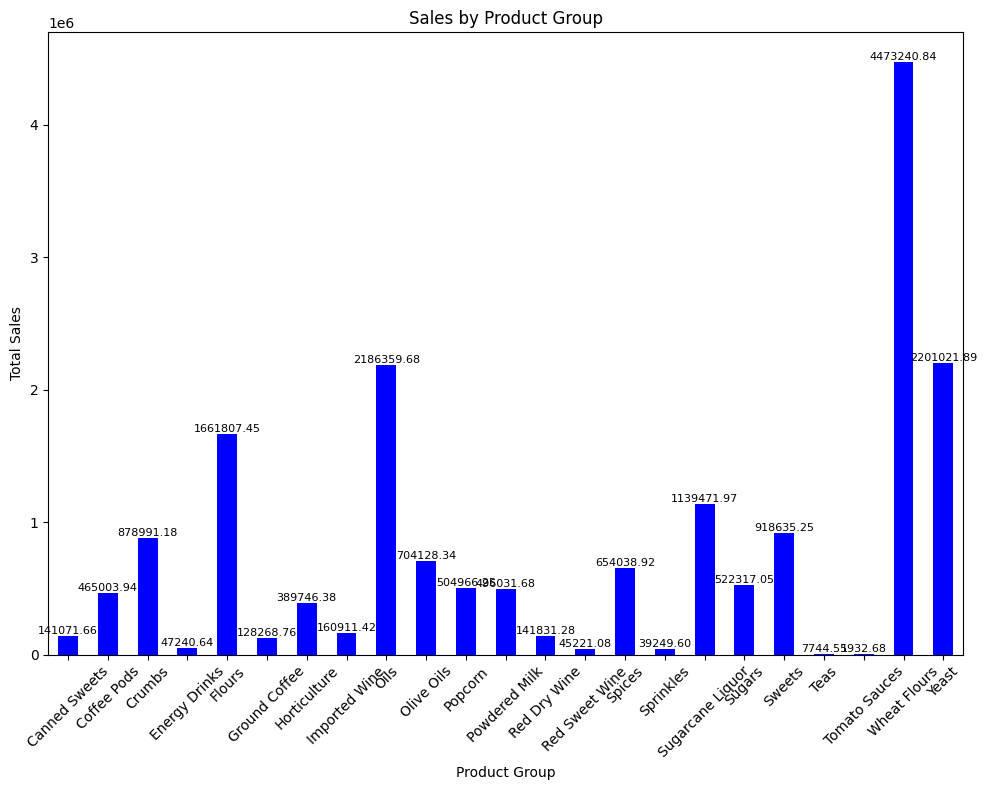 Sales by Product Group
1e6
Total Sales
4
3
2
1
0
141071.66
465003.94
878991.18
47240.64
1661807.45
128268.76
389746.38
160911.42
2186359.68
704128.34
496031.68
141831.28
45221.08
654038.92
39249.60
1139471.97
522317.05
918635.25
4473240.84
2201021.89
Canned Sweets
Coffee Pods
Crumbs
Energy Drinks
Flours
Ground Coffee
Horticulture
Imported Wine
Oils
Olive Oils
Popcorn
Powdered Milk
Red Dry Wine
Red Sweet Wine
Spices
Sprinkles
Sugarcane Liquor
Sugars
Sweets
Teas
Tomato Sauces
Wheat Flours
Yeast
Product Group